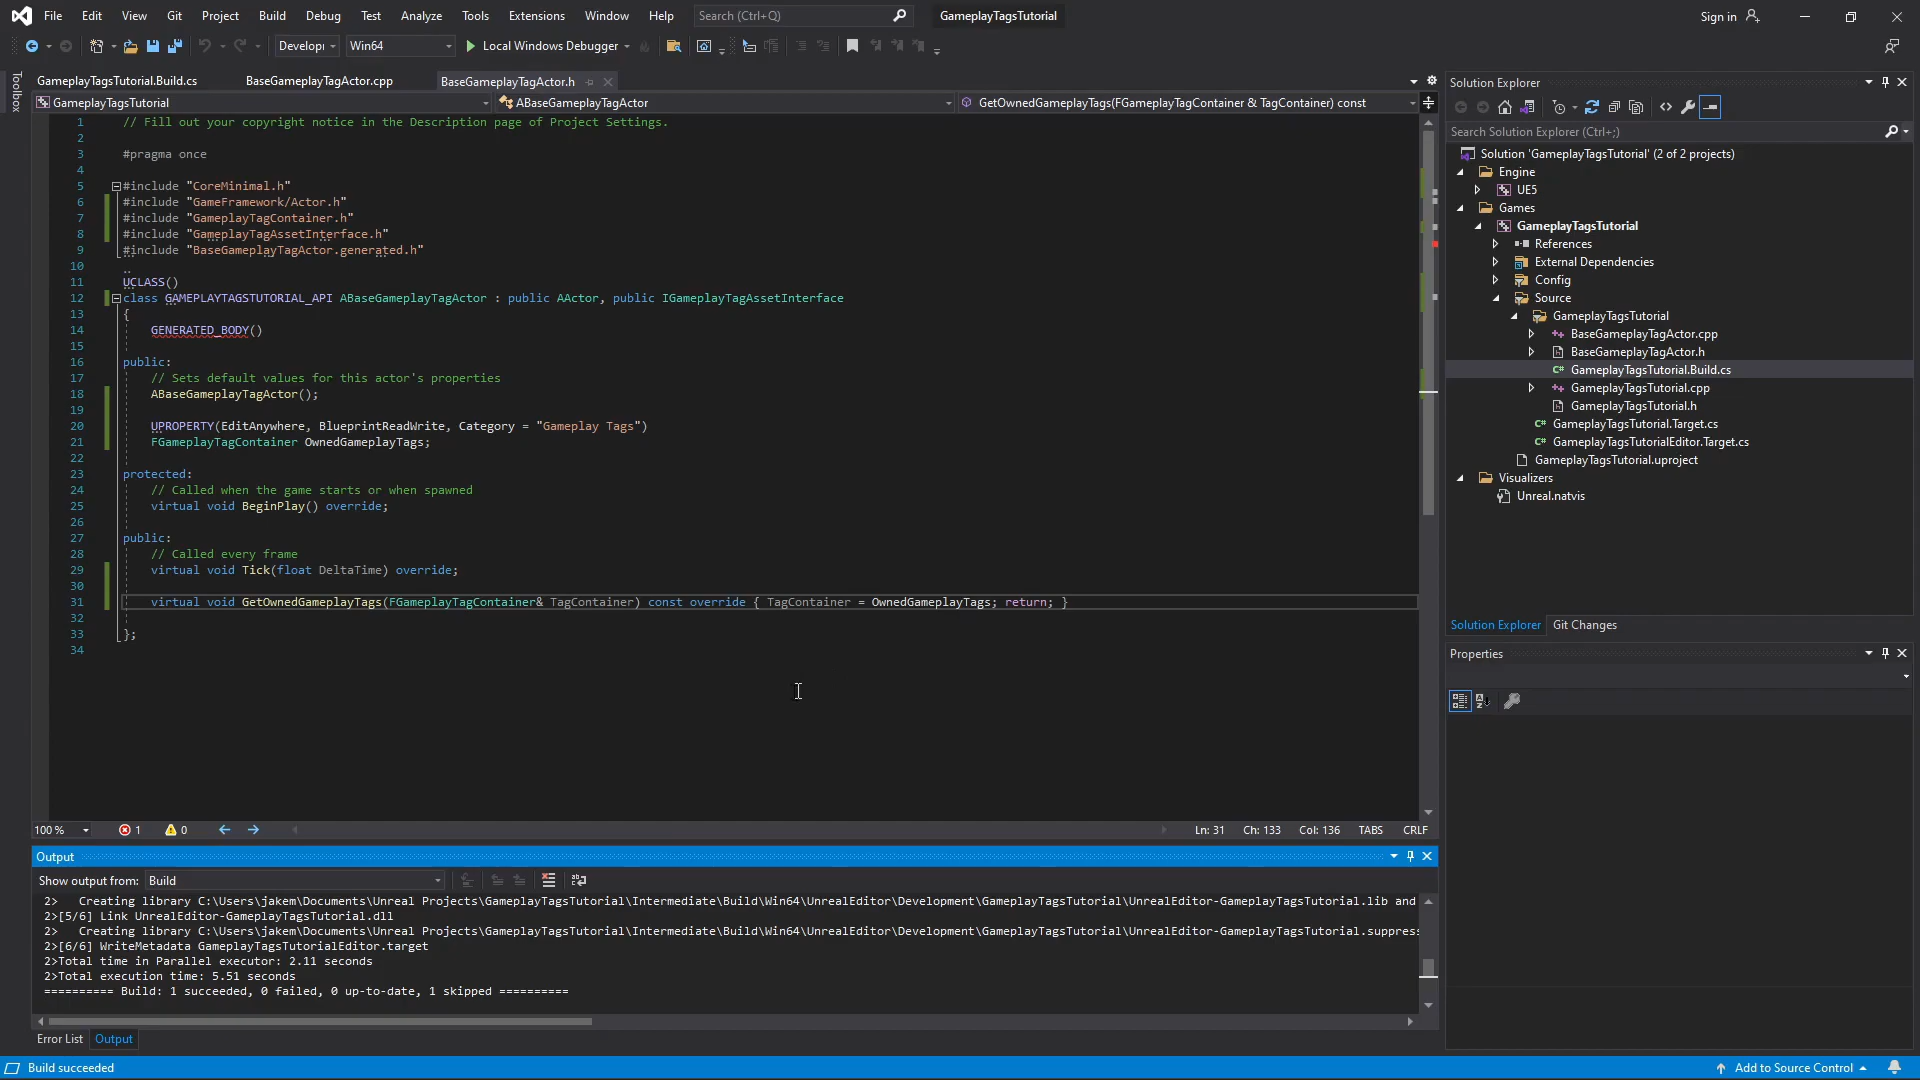 File Edit View Git Project Build Debug Test Analyze Tools Extensions Window Help Search (Ctrl+Q) GameplayTagsTutorial Sign in
Develop Win64 Local Windows Debugger
Toolbox
GameplayTagsTutorial.Build.cs BaseGameplayTagActor.cpp BaseGameplayTagActor.h
GameplayTagsTutorial ABaseGameplayTagActor GetOwnedGameplayTags(FGameplayTagContainer & TagContainer) const
1 // Fill out your copyright notice in the Description page of Project Settings.
2
3 #pragma once
4
5 #include "CoreMinimal.h"
6 #include "GameFramework/Actor.h"
7 #include "GameplayTagContainer.h"
8 #include "GameplayTagAssetInterface.h"
9 #include "BaseGameplayTagActor.generated.h"
10
11 UCLASS()
12 class GAMEPLAYTAGSTUTORIAL_API ABaseGameplayTagActor : public AActor, public IGameplayTagAssetInterface
13 {
14 GENERATED_BODY()
15
16 public:
17 // Sets default values for this actor's properties
18 ABaseGameplayTagActor();
19
20 UPROPERTY(EditAnywhere, BlueprintReadWrite, Category = "Gameplay Tags")
21 FGameplayTagContainer OwnedGameplayTags;
22
23 protected:
24 // Called when the game starts or when spawned
25 virtual void BeginPlay() override;
26
27 public:
28 // Called every frame
29 virtual void Tick(float DeltaTime) override;
30
31 virtual void GetOwnedGameplayTags(FGameplayTagContainer& TagContainer) const override { TagContainer = OwnedGameplayTags; return; }
32
33 };
34
100 % 1 0 Ln: 31 Ch: 133 Col: 136 TABS CRLF
Output
Show output from: Build
2> Creating library C:\Users\jakem\Documents\Unreal Projects\GameplayTagsTutorial\Intermediate\Build\Win64\UnrealEditor\Development\GameplayTagsTutorial\UnrealEditor-GameplayTagsTutorial.lib and
2>[5/6] Link UnrealEditor-GameplayTagsTutorial.dll
2> Creating library C:\Users\jakem\Documents\Unreal Projects\GameplayTagsTutorial\Intermediate\Build\Win64\UnrealEditor\Development\GameplayTagsTutorial\UnrealEditor-GameplayTagsTutorial.suppres
2>[6/6] WriteMetadata GameplayTagsTutorialEditor.target
2>Total time in Parallel executor: 2.11 seconds
2>Total execution time: 5.51 seconds
========== Build: 1 succeeded, 0 failed, 0 up-to-date, 1 skipped ==========
Error List Output
Solution Explorer
Search Solution Explorer (Ctrl+;)
Solution 'GameplayTagsTutorial' (2 of 2 projects)
Engine
UE5
Games
GameplayTagsTutorial
References
External Dependencies
Config
Source
GameplayTagsTutorial
BaseGameplayTagActor.cpp
BaseGameplayTagActor.h
GameplayTagsTutorial.Build.cs
GameplayTagsTutorial.cpp
GameplayTagsTutorial.h
GameplayTagsTutorial.Target.cs
GameplayTagsTutorialEditor.Target.cs
GameplayTagsTutorial.uproject
Visualizers
Unreal.natvis
Solution Explorer Git Changes
Properties
Build succeeded Add to Source Control